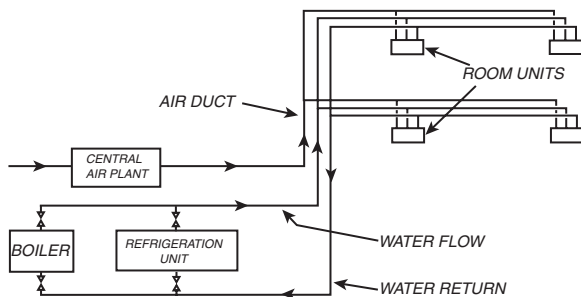 ROOM UNITS
AIR DUCT
CENTRAL
AIR PLANT
BOILER
REFRIGERATION
UNIT
WATER FLOW
WATER RETURN